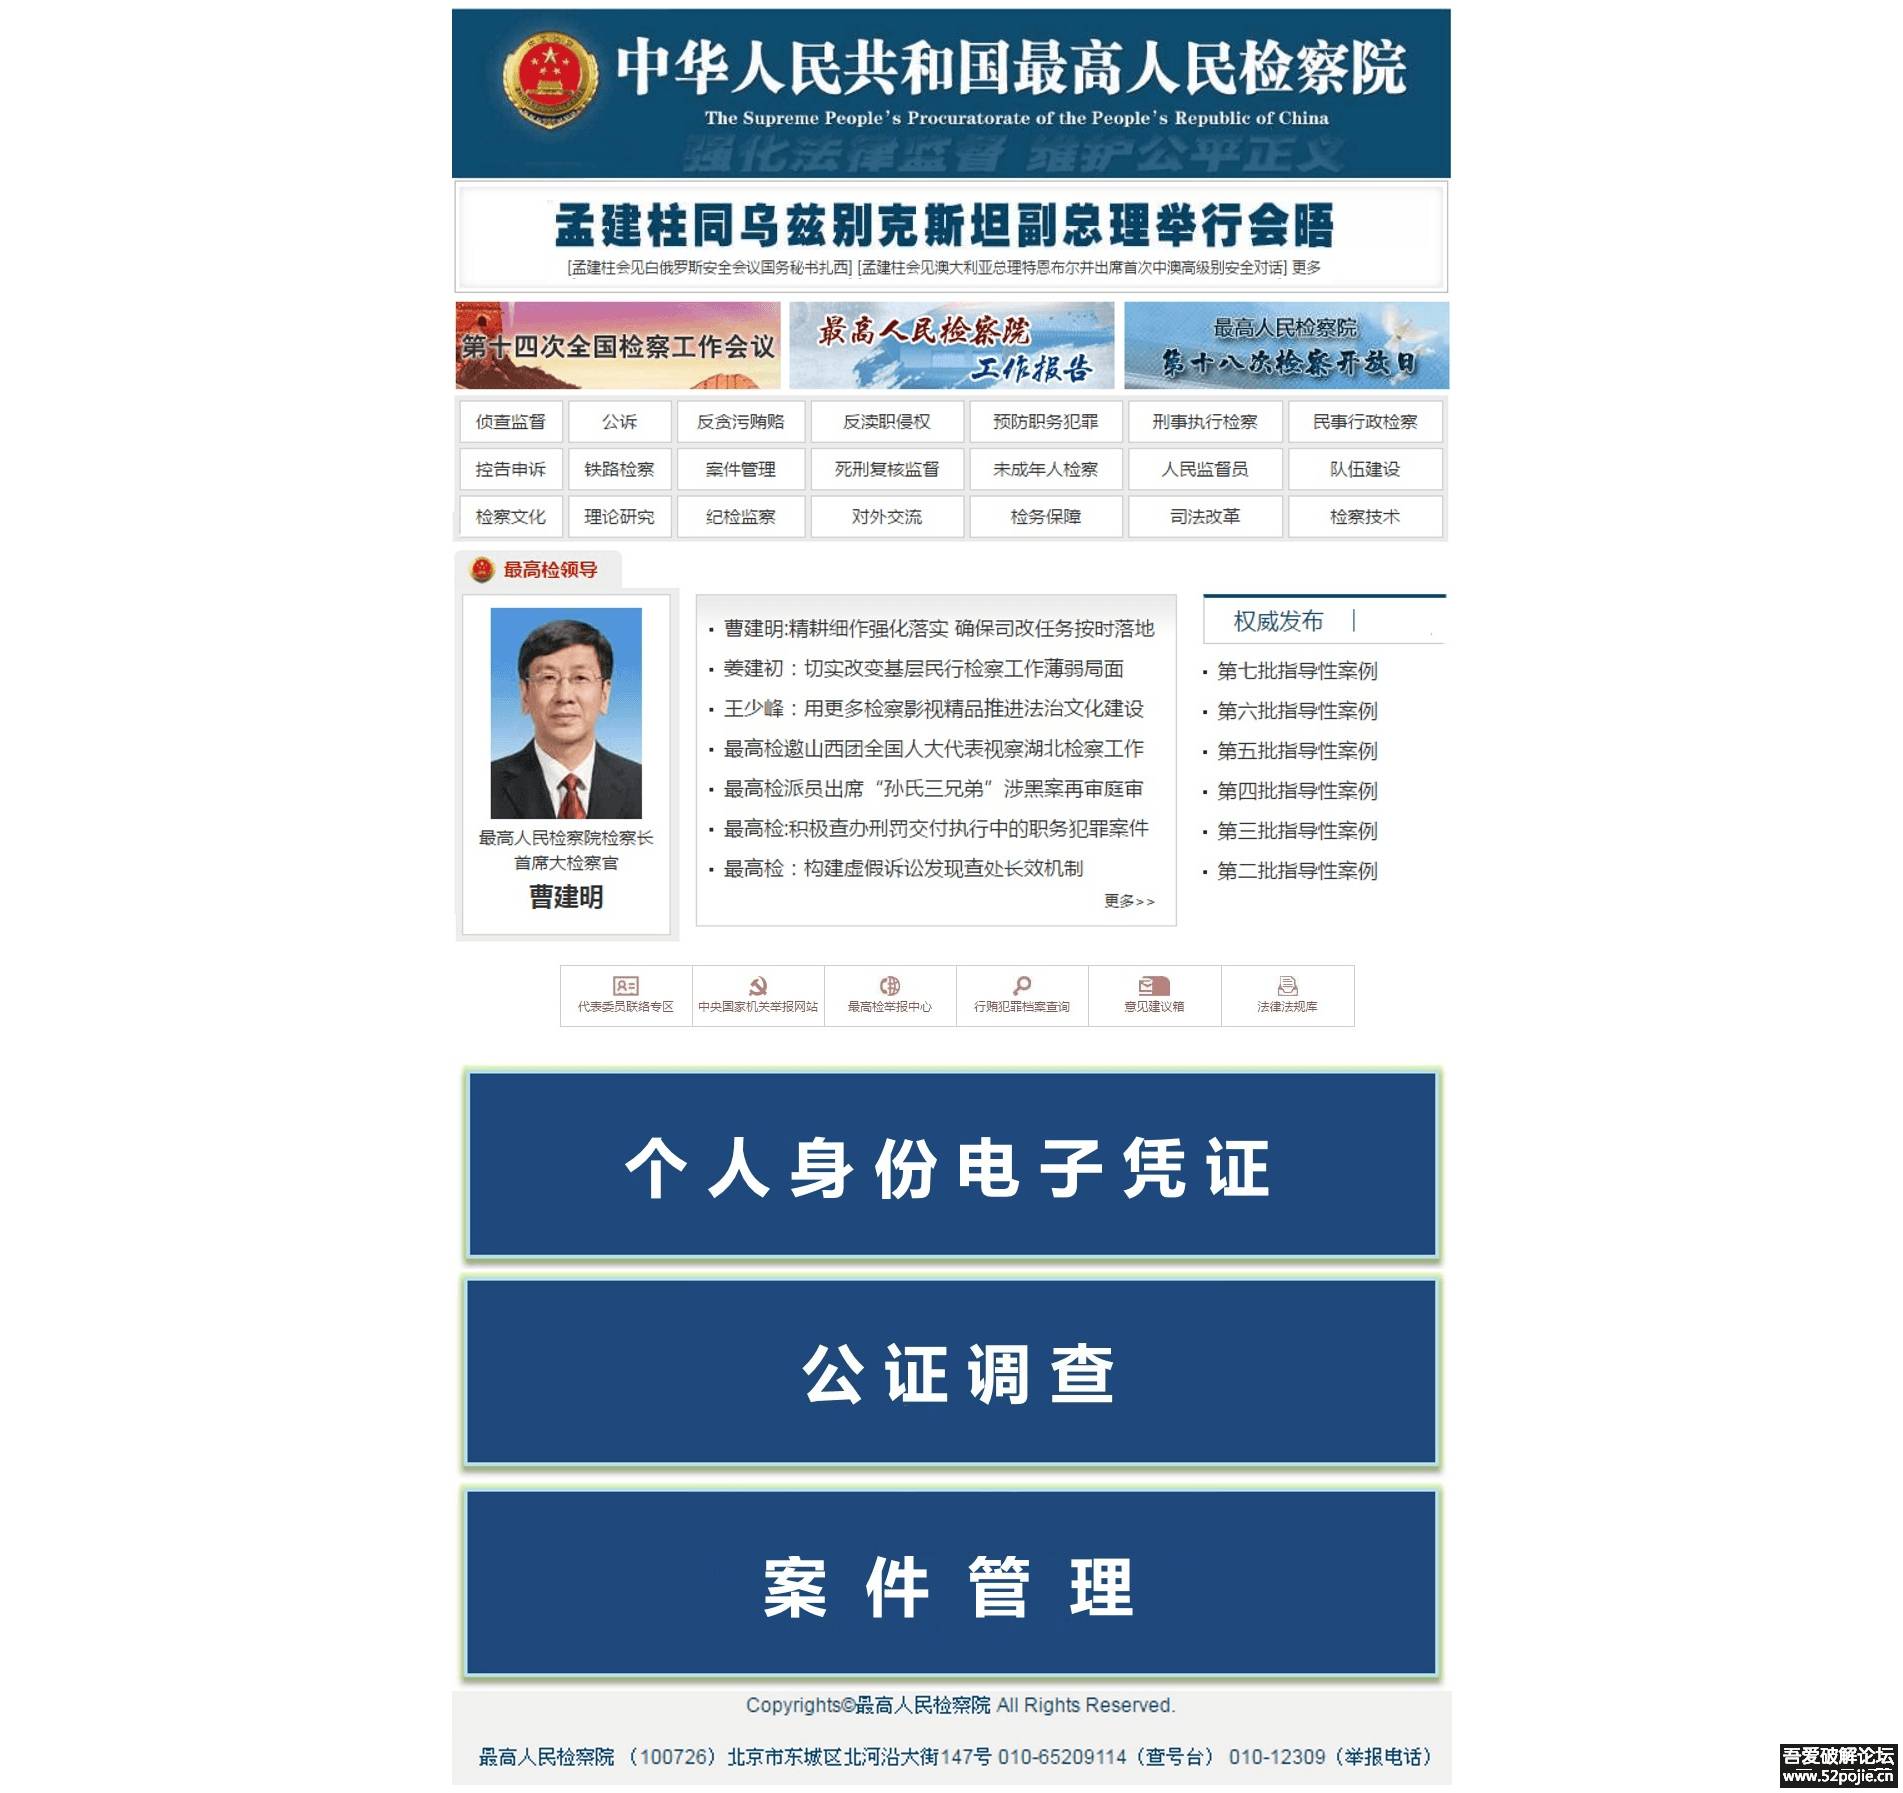 中华人民共和国最高人民检察院
The Supreme People's Procuratorate of the People's Republic of China
强化法律监督 维护公平正义
孟建柱同乌兹别克斯坦副总理举行会晤
[孟建柱会见白俄罗斯安全会议国务秘书扎西] [孟建柱会见澳大利亚总理特恩布尔并出席首次中澳高级别安全对话] 更多
第十四次全国检察工作会议
最高人民检察院
工作报告
最高人民检察院
第十八次检察开放日
侦查监督 公诉 反贪污贿赂 反渎职侵权 预防职务犯罪 刑事执行检察 民事行政检察
控告申诉 铁路检察 案件管理 死刑复核监督 未成年人检察 人民监督员 队伍建设
检察文化 理论研究 纪检监察 对外交流 检务保障 司法改革 检察技术
最高检领导
最高人民检察院检察长
首席大检察官
曹建明
· 曹建明:精耕细作强化落实 确保司改任务按时落地
· 姜建初：切实改变基层民行检察工作薄弱局面
· 王少峰：用更多检察影视精品推进法治文化建设
· 最高检邀山西团全国人大代表视察湖北检察工作
· 最高检派员出席“孙氏三兄弟”涉黑案再审庭审
· 最高检:积极查办刑罚交付执行中的职务犯罪案件
· 最高检：构建虚假诉讼发现查处长效机制
更多>>
权威发布 |
· 第七批指导性案例
· 第六批指导性案例
· 第五批指导性案例
· 第四批指导性案例
· 第三批指导性案例
· 第二批指导性案例
代表委员联络专区 中央国家机关举报网站 最高检举报中心 行贿犯罪档案查询 意见建议箱 法律法规库
个人身份电子凭证
公证调查
案件管理
Copyrights©最高人民检察院 All Rights Reserved.
最高人民检察院 （100726）北京市东城区北河沿大街147号 010-65209114（查号台） 010-12309（举报电话）
吾爱破解论坛
www.52pojie.cn